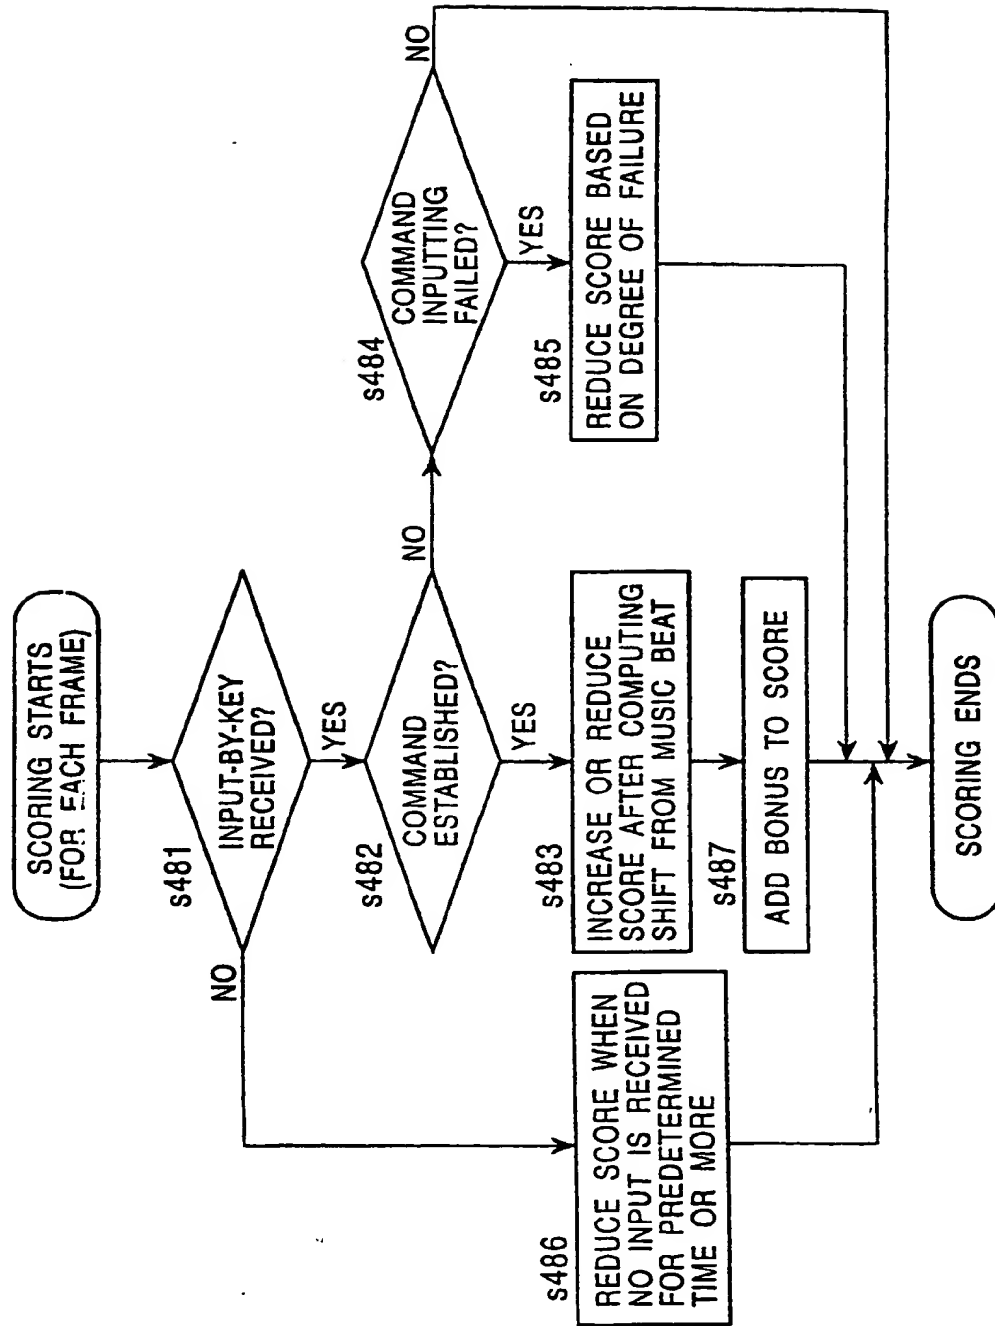 SCORING STARTS
(FOR EACH FRAME)
s481
INPUT-BY-KEY
RECEIVED?
NO
YES
s482
COMMAND
ESTABLISHED?
NO
YES
s484
COMMAND
INPUTTING
FAILED?
NO
YES
s486
REDUCE SCORE WHEN
NO INPUT IS RECEIVED
FOR PREDETERMINED
TIME OR MORE
s483
INCREASE OR REDUCE
SCORE AFTER COMPUTING
SHIFT FROM MUSIC BEAT
s485
REDUCE SCORE BASED
ON DEGREE OF FAILURE
s487
ADD BONUS TO SCORE
SCORING ENDS